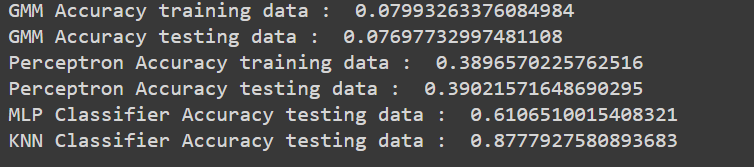 GMM Accuracy training data :  0.07993263376084984
GMM Accuracy testing data :  0.07697732997481108
Perceptron Accuracy training data :  0.3896570225762516
Perceptron Accuracy testing data :  0.39021571648690295
MLP Classifier Accuracy testing data :  0.6106510015408321
KNN Classifier Accuracy testing data :  0.8777927580893683